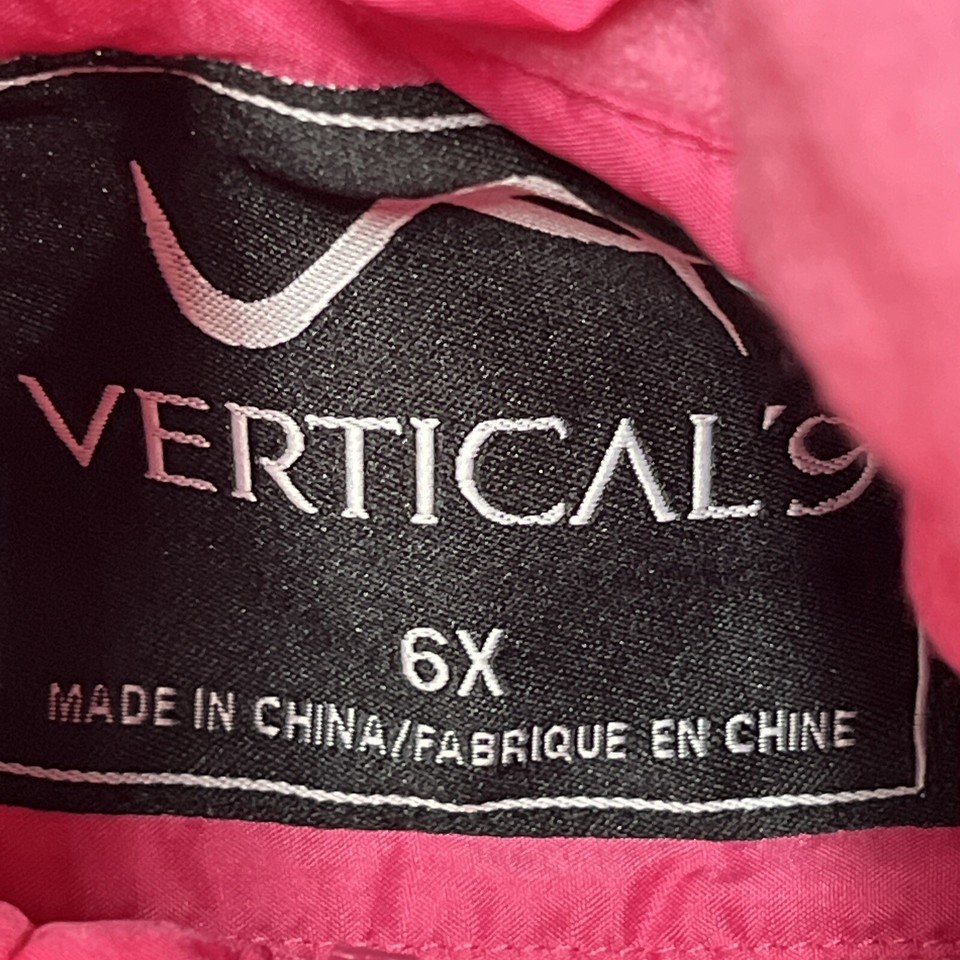 VERTICAL'9
6X
MADE IN CHINA/FABRIQUE EN CHINE